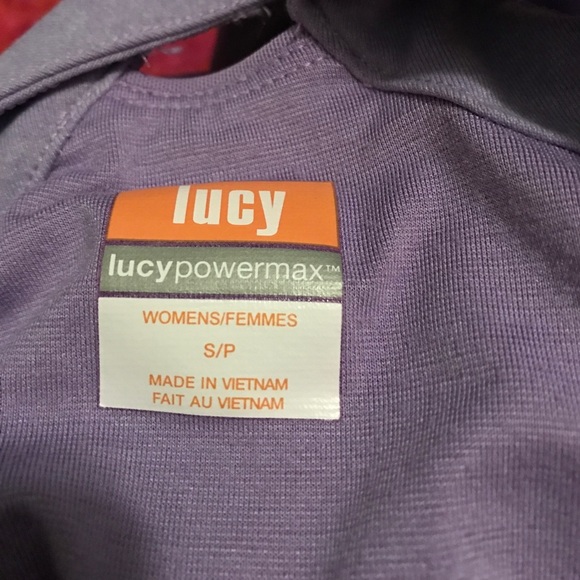 lucy
lucypowermax™
WOMENS/FEMMES
S/P
MADE IN VIETNAM
FAIT AU VIETNAM